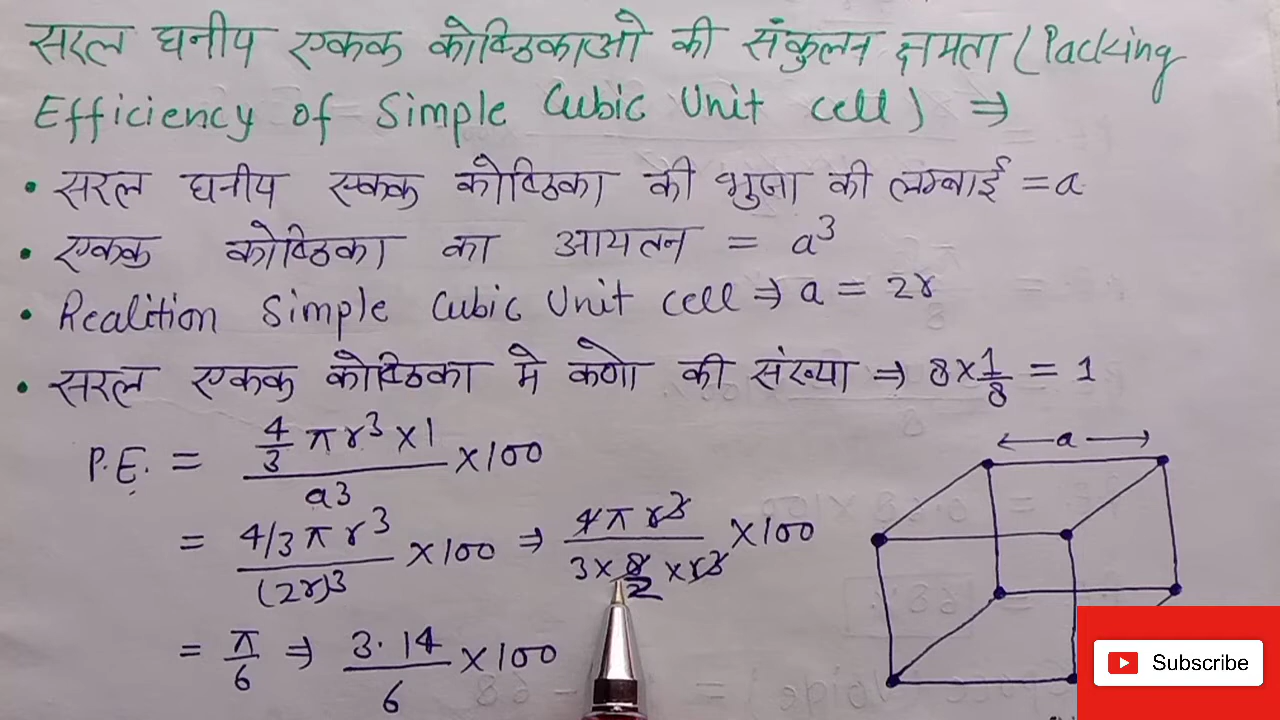 सरल घनीय एकक कोष्ठिकाओ की संकुलन क्षमता (Packing
Efficiency of Simple Cubic Unit cell) ⇒
• सरल घनीय एकक कोष्ठिका की भुजा की लम्बाई = a
• एकक कोष्ठिका का आयतन = a³
• Realition Simple Cubic Unit cell ⇒ a = 2r
• सरल एकक कोष्ठिका मे कणो की संख्या ⇒ 8 × 1/8 = 1
P.E. = (4/3 π r³ × 1) / a³ × 100
= (4/3 π r³) / (2r)³ × 100 ⇒ (4 π r³) / (3 × 8 × r³) × 100
2
= π/6 ⇒ 3.14/6 × 100
a
Subscribe